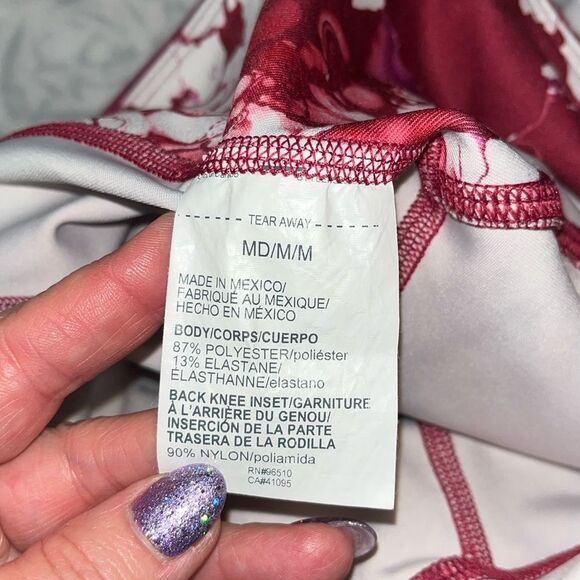 TEAR AWAY
MD/M/M
MADE IN MEXICO/
FABRIQUÉ AU MEXIQUE/
HECHO EN MÉXICO
BODY/CORPS/CUERPO
87% POLYESTER/poliéster
13% ELASTANE/
ÉLASTHANNE/elastano
BACK KNEE INSET/GARNITURE
À L'ARRIÈRE DU GENOU/
INSERCIÓN DE LA PARTE
TRASERA DE LA RODILLA
90% NYLON/poliamida
RN#96510
CA#41095